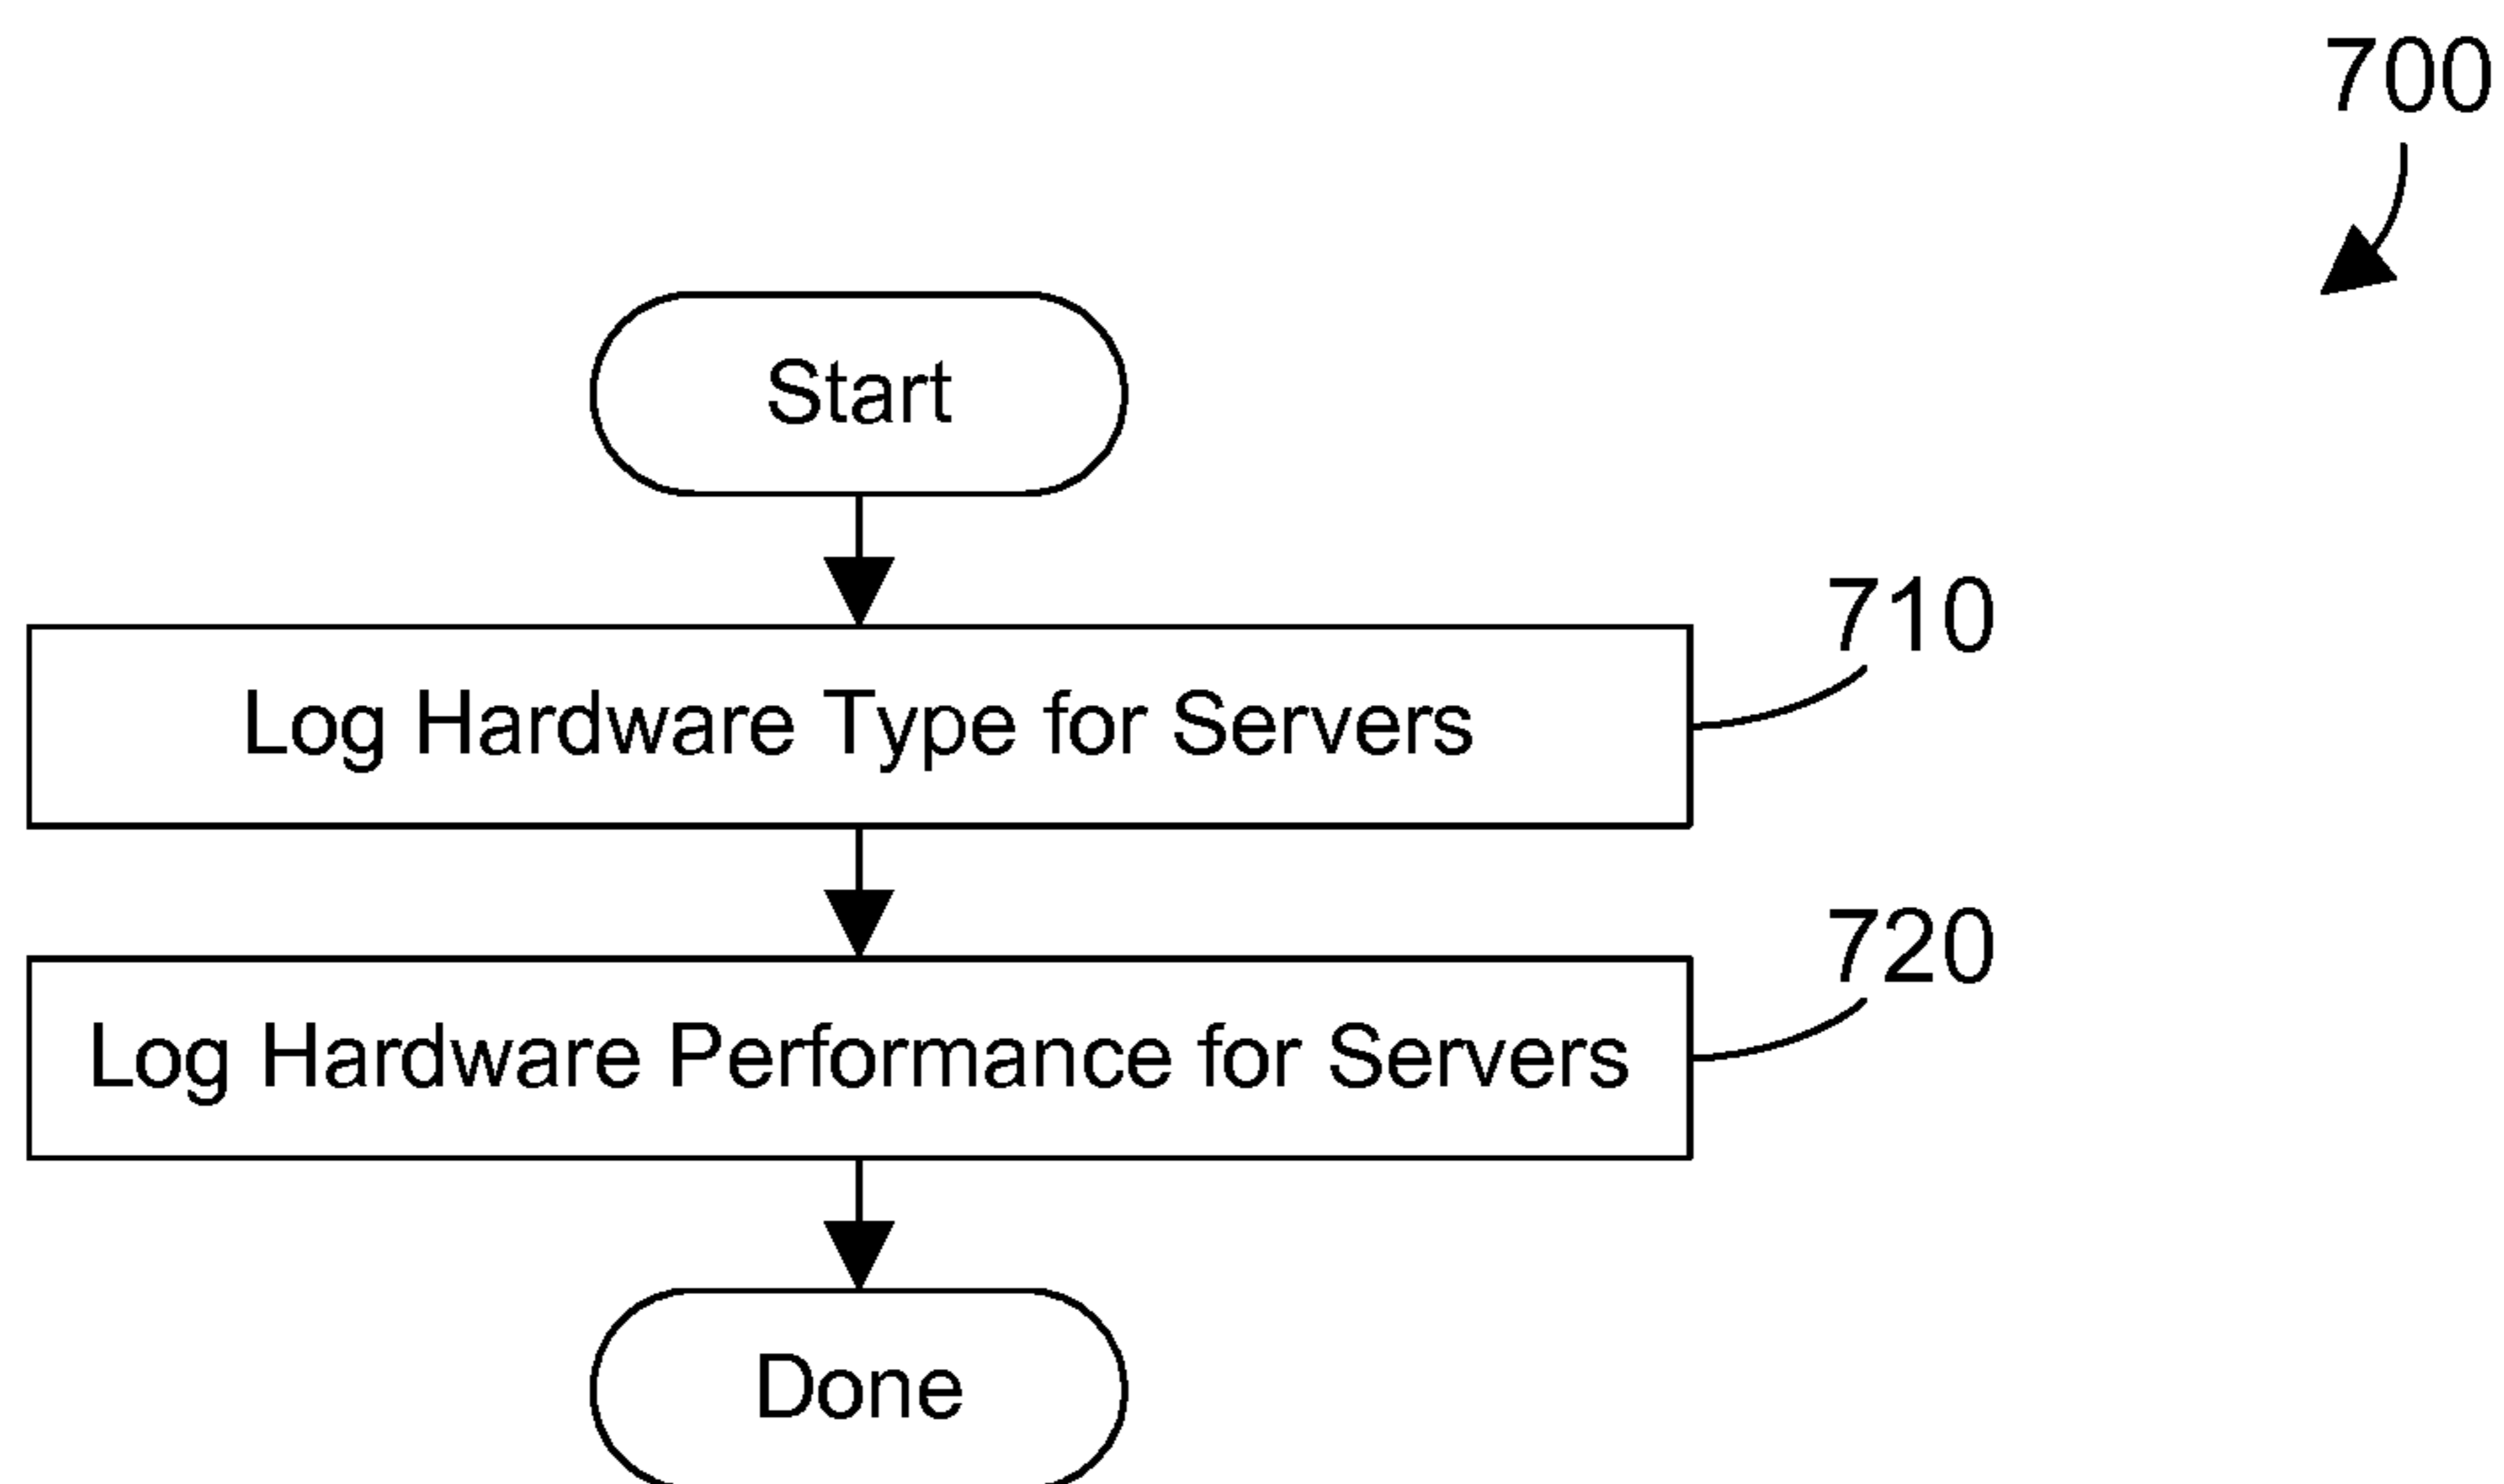 700
Start
710
Log Hardware Type for Servers
720
Log Hardware Performance for Servers
Done